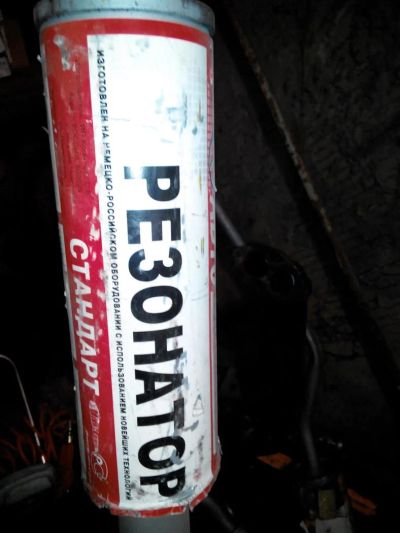 РЕЗОНАТОР
ИЗГОТОВЛЕН НА НЕМЕЦКО-РОССИЙСКОМ ОБОРУДОВАНИИ С ИСПОЛЬЗОВАНИЕМ НОВЕЙШИХ ТЕХНОЛОГИЙ
СТАНДАРТ